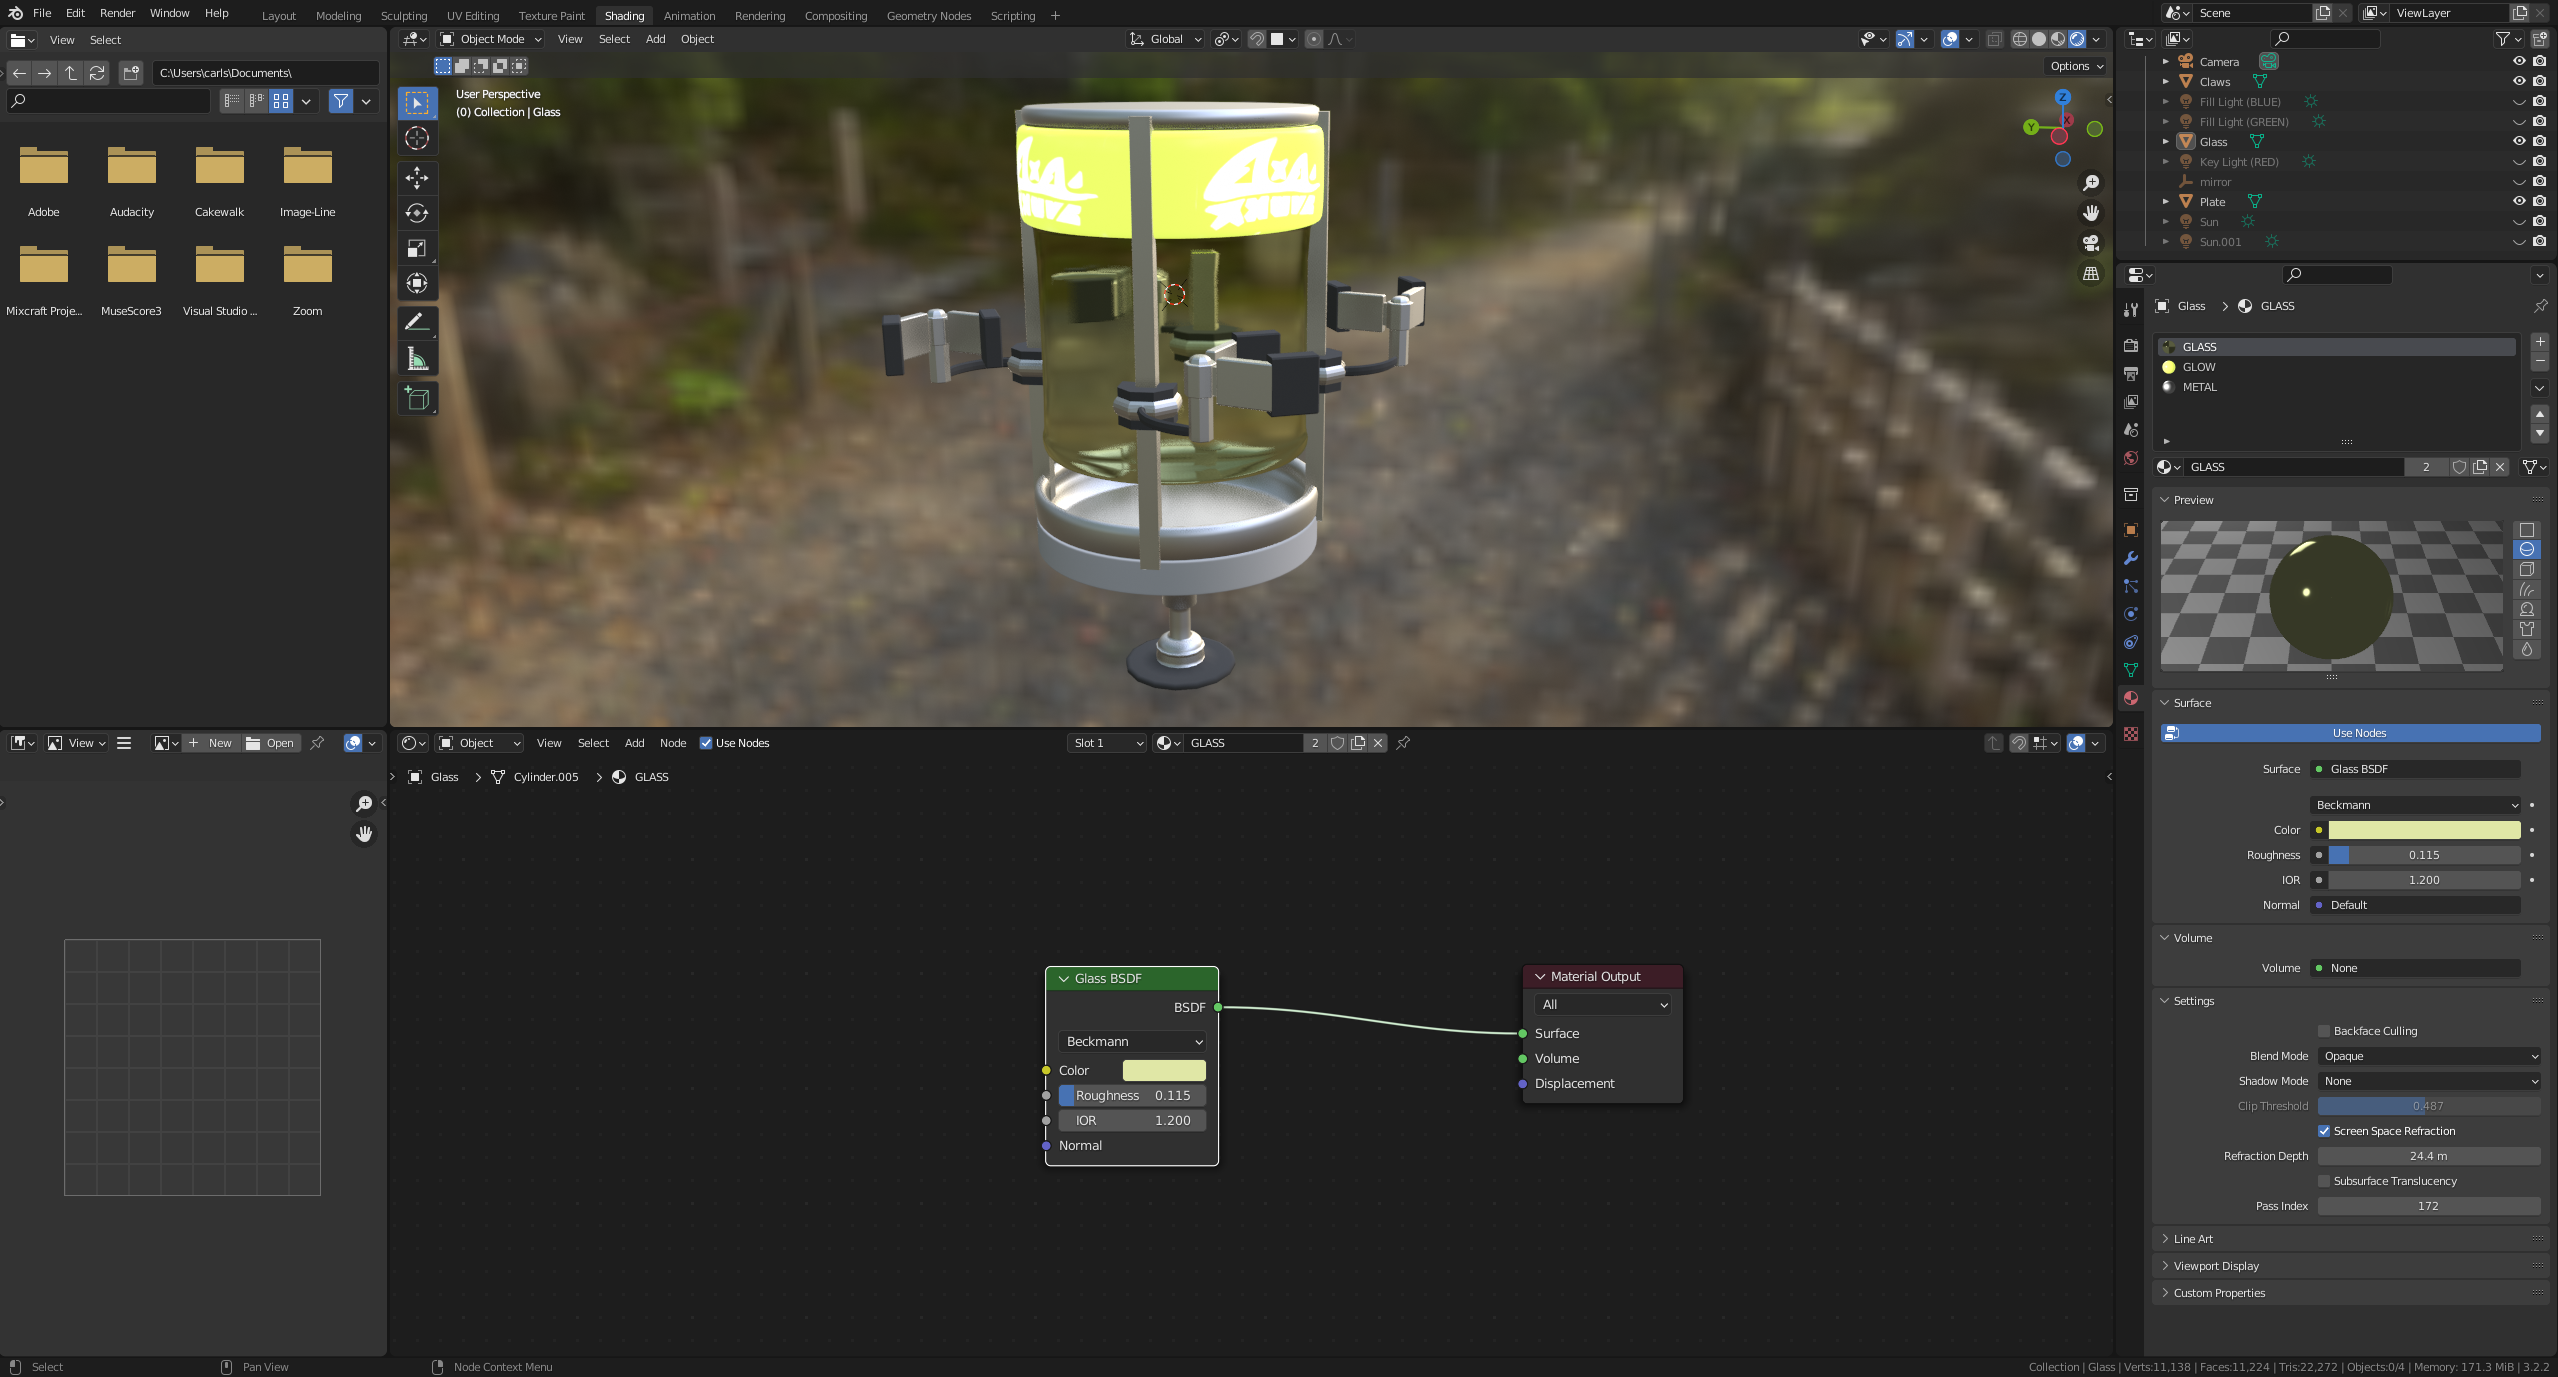 File Edit Render Window Help
Layout Modeling Sculpting UV Editing Texture Paint Shading Animation Rendering Compositing Geometry Nodes Scripting +
Scene
ViewLayer
View Select
C:\Users\carls\Documents\
Adobe Audacity Cakewalk Image-Line
Mixcraft Proje... MuseScore3 Visual Studio ... Zoom
Object Mode View Select Add Object
Global
Options
User Perspective
(0) Collection | Glass
Z
Y
X
Camera
Claws
Fill Light (BLUE)
Fill Light (GREEN)
Glass
Key Light (RED)
mirror
Plate
Sun
Sun.001
Glass > GLASS
GLASS
GLOW
METAL
GLASS 2
Preview
Surface
Use Nodes
Surface Glass BSDF
Beckmann
Color
Roughness 0.115
IOR 1.200
Normal Default
Volume
Volume None
Settings
Backface Culling
Blend Mode Opaque
Shadow Mode None
Clip Threshold 0.487
Screen Space Refraction
Refraction Depth 24.4 m
Subsurface Translucency
Pass Index 172
Line Art
Viewport Display
Custom Properties
View
+ New Open
Object View Select Add Node Use Nodes
Slot 1
GLASS 2
Glass > Cylinder.005 > GLASS
Glass BSDF
BSDF
Beckmann
Color
Roughness 0.115
IOR 1.200
Normal
Material Output
All
Surface
Volume
Displacement
Select
Pan View
Node Context Menu
Collection | Glass | Verts:11,138 | Faces:11,224 | Tris:22,272 | Objects:0/4 | Memory: 171.3 MiB | 3.2.2